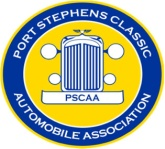 PORT STEPHENS CLASSIC
PSCAA
AUTOMOBILE ASSOCIATION